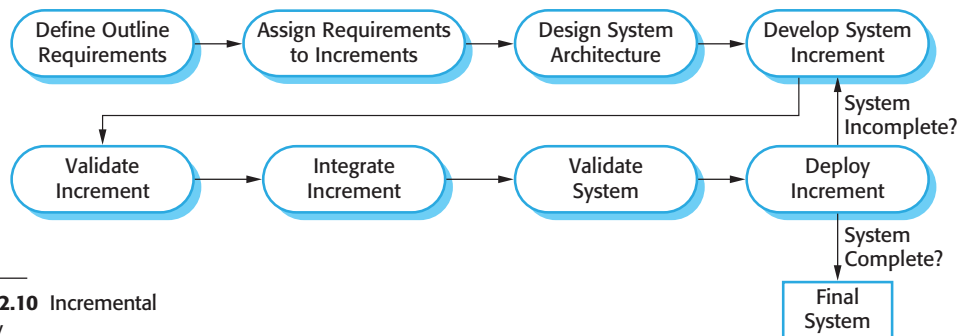 Define Outline
Requirements
Assign Requirements
to Increments
Design System
Architecture
Develop System
Increment
System
Incomplete?
Validate
Increment
Integrate
Increment
Validate
System
Deploy
Increment
System
Complete?
2.10 Incremental
Final
System